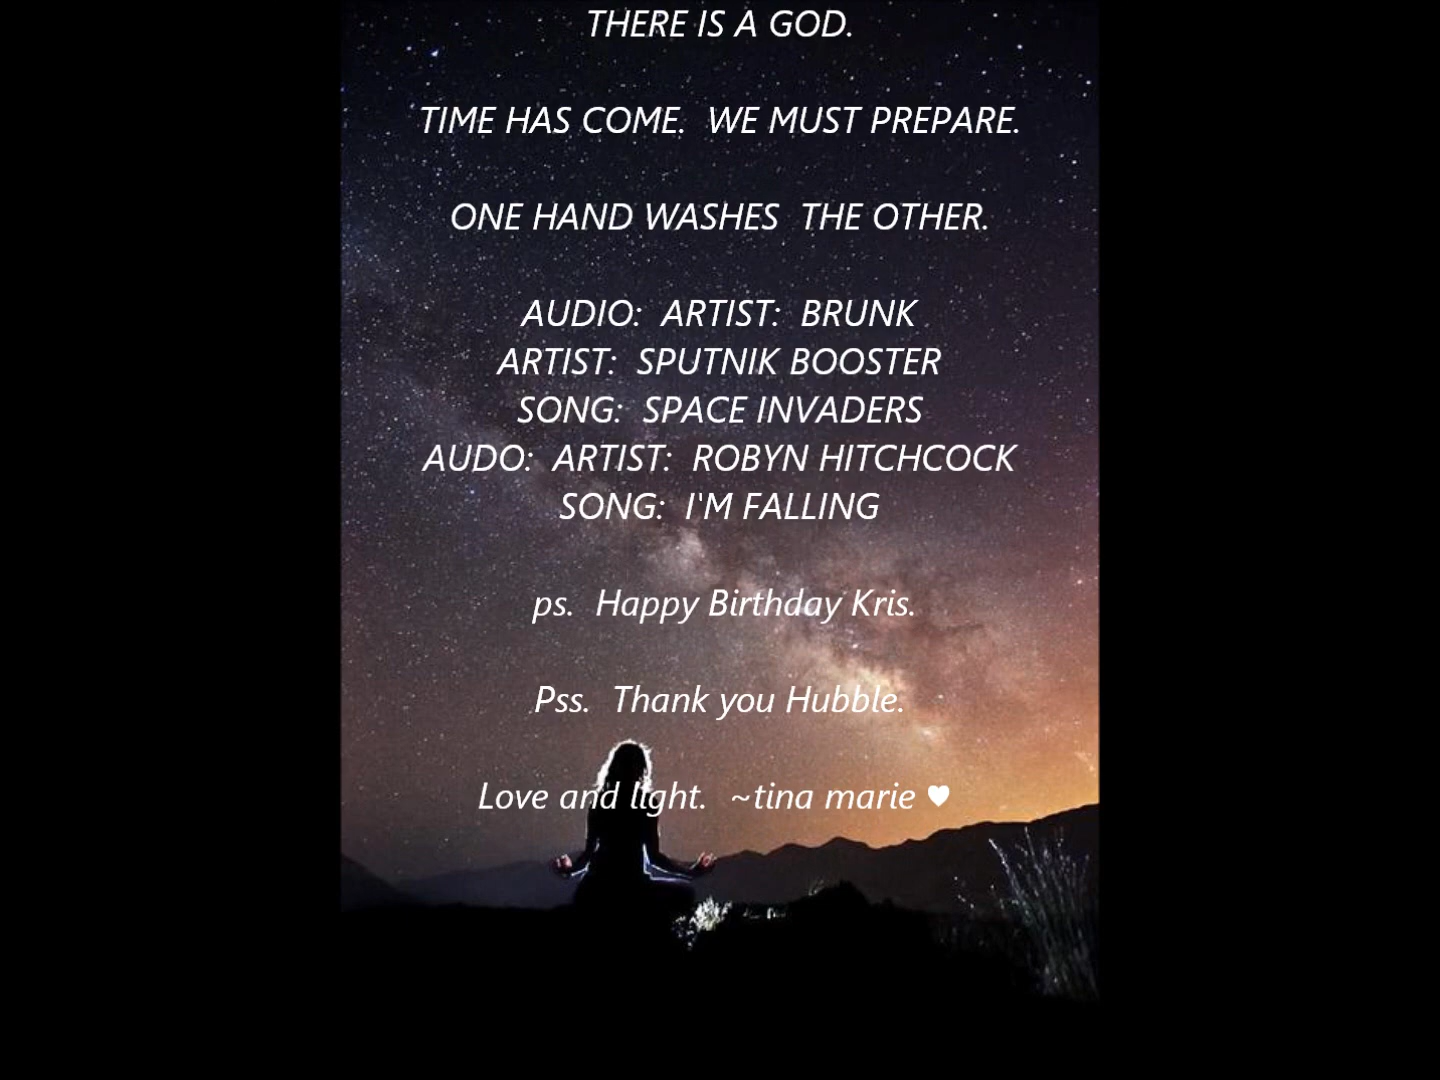 THERE IS A GOD.
TIME HAS COME.  WE MUST PREPARE.
ONE HAND WASHES  THE OTHER.
AUDIO:  ARTIST:  BRUNK
ARTIST:  SPUTNIK BOOSTER
SONG:  SPACE INVADERS
AUDO:  ARTIST:  ROBYN HITCHCOCK
SONG:  I'M FALLING
ps.  Happy Birthday Kris.
Pss.  Thank you Hubble.
Love and light.  ~tina marie ♥